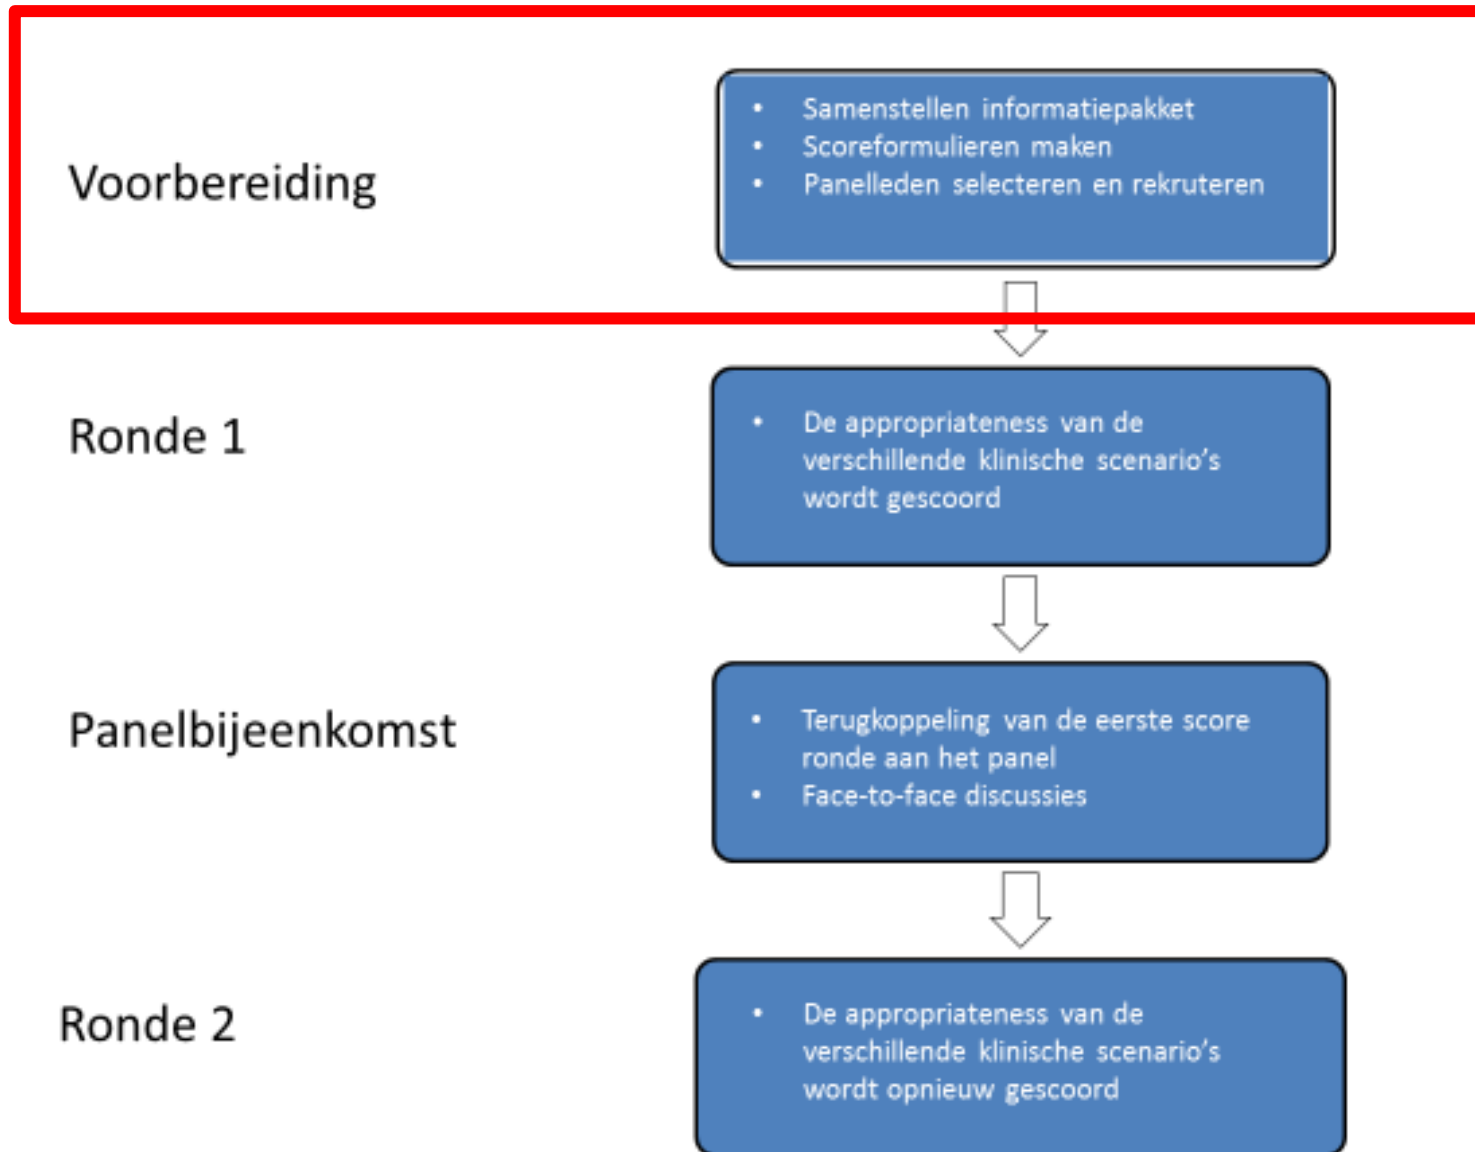 Voorbereiding
• Samenstellen informatiepakket
• Scoreformulieren maken
• Panelleden selecteren en rekruteren
Ronde 1
• De appropriateness van de
verschillende klinische scenario's
wordt gescoord
Panelbijeenkomst
• Terugkoppeling van de eerste score
ronde aan het panel
• Face-to-face discussies
Ronde 2
• De appropriateness van de
verschillende klinische scenario's
wordt opnieuw gescoord